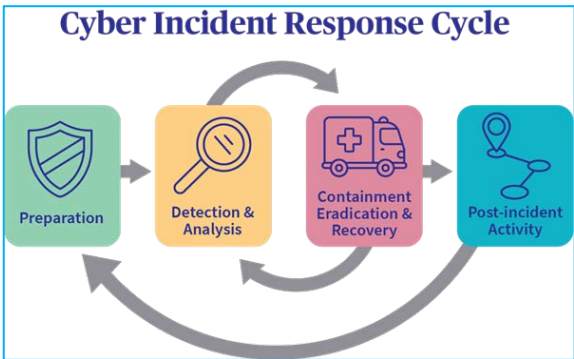 Cyber Incident Response Cycle
Preparation
Detection &
Analysis
Containment
Eradication &
Recovery
Post-incident
Activity